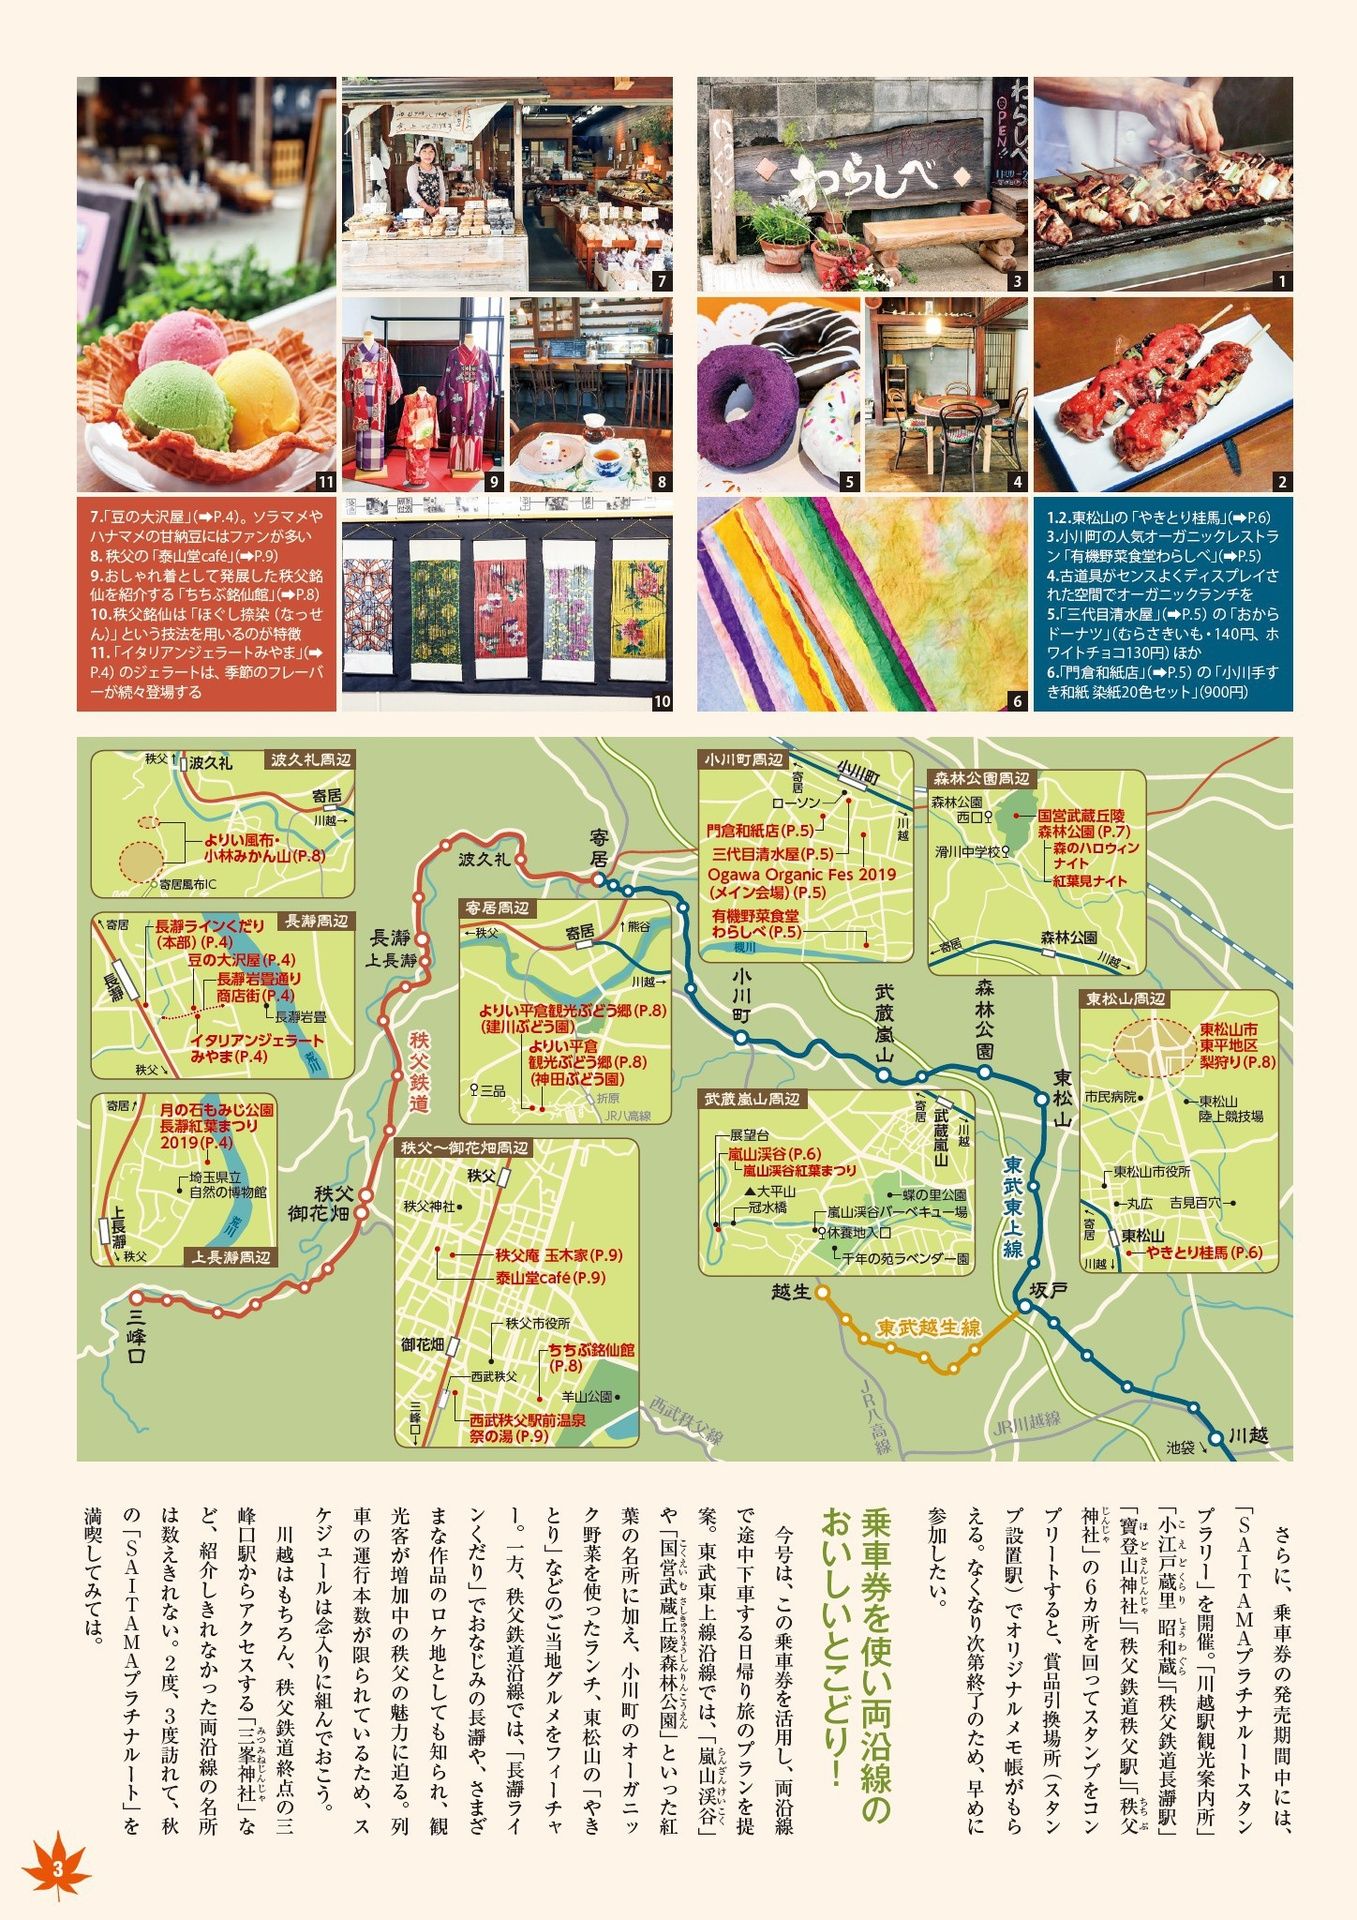 わらしべ
わらしべ
OPEN!!
1
2
3
4
5
6
7
8
9
10
11
1.2.東松山の「やきとり桂馬」(➡P.6)
3.小川町の人気オーガニックレストラ
ン「有機野菜食堂わらしべ」(➡P.5)
4.古道具がセンスよくディスプレイさ
れた空間でオーガニックランチを
5.「三代目清水屋」(➡P.5) の「おから
ドーナツ」(むらさきいも・140円、ホ
ワイトチョコ130円) ほか
6.「門倉和紙店」(➡P.5) の「小川手す
き和紙 染紙20色セット」(900円)
7.「豆の大沢屋」(➡P.4)。ソラマメや
ハナマメの甘納豆にはファンが多い
8. 秩父の「泰山堂café」(➡P.9)
9.おしゃれ着として発展した秩父銘
仙を紹介する「ちちぶ銘仙館」(➡P.8)
10.秩父銘仙は「ほぐし捺染（なっせ
ん）」という技法を用いるのが特徴
11.「イタリアンジェラートみやま」(➡
P.4) のジェラートは、季節のフレーバ
ーが続々登場する
波久礼周辺
秩父↑
波久礼
寄居
川越→
よりい風布・
小林みかん山(P.8)
寄居風布IC
長瀞周辺
寄居
長瀞ラインくだり
(本部) (P.4)
豆の大沢屋(P.4)
長瀞
長瀞岩畳通り
商店街(P.4)
長瀞岩畳
イタリアンジェラート
みやま(P.4)
荒川
秩父
寄居
月の石もみじ公園
長瀞紅葉まつり
2019(P.4)
埼玉県立
自然の博物館
上長瀞
荒川
秩父
上長瀞周辺
寄居
波久礼
長瀞
上長瀞
秩父鉄道
秩父
御花畑
三峰口
寄居周辺
←秩父
寄居
↑熊谷
川越→
よりい平倉観光ぶどう郷(P.8)
(建川ぶどう園)
よりい平倉
観光ぶどう郷(P.8)
(神田ぶどう園)
三品
折原
JR八高線
秩父～御花畑周辺
秩父
秩父神社
秩父庵 玉木家(P.9)
泰山堂café(P.9)
秩父市役所
御花畑
ちちぶ銘仙館
(P.8)
西武秩父
羊山公園
三峰口
西武秩父駅前温泉
祭の湯(P.9)
西武秩父線
小川町周辺
寄居
小川町
ローソン
川越
門倉和紙店(P.5)
三代目清水屋(P.5)
Ogawa Organic Fes 2019
(メイン会場) (P.5)
有機野菜食堂
わらしべ(P.5)
槻川
森林公園周辺
森林公園
西口
国営武蔵丘陵
森林公園(P.7)
滑川中学校
森のハロウィン
ナイト
紅葉見ナイト
寄居
森林公園
川越
小川町
武蔵嵐山
森林公園
東松山
東武東上線
坂戸
川越
池袋
越生
東武越生線
JR八高線
JR川越線
武蔵嵐山周辺
寄居
武蔵嵐山
川越
展望台
嵐山渓谷(P.6)
嵐山渓谷紅葉まつり
▲大平山
冠水橋
蝶の里公園
嵐山渓谷バーベキュー場
休養地入口
千年の苑ラベンダー園
東松山周辺
東松山市
東平地区
梨狩り(P.8)
市民病院
東松山
陸上競技場
東松山市役所
丸広
吉見百穴
寄居
東松山
やきとり桂馬(P.6)
川越↓
さらに、乗車券の発売期間中には、
「SAITAMAプラチナルートスタン
プラリー」を開催。「川越駅観光案内所」
「小江戸蔵里 昭和蔵」「秩父鉄道長瀞駅」
「寶登山神社」「秩父鉄道秩父駅」「秩父
神社」の6カ所を回ってスタンプをコン
プリートすると、賞品引換場所（スタン
プ設置駅）でオリジナルメモ帳がもら
える。なくなり次第終了のため、早めに
参加したい。
乗車券を使い両沿線の
おいしいとこどり！
今号は、この乗車券を活用し、両沿線
で途中下車する日帰り旅のプランを提
案。東武東上線沿線では、「嵐山渓谷」
や「国営武蔵丘陵森林公園」といった紅
葉の名所に加え、小川町のオーガニッ
ク野菜を使ったランチ、東松山の「やき
とり」などのご当地グルメをフィーチャ
ー。一方、秩父鉄道沿線では、「長瀞ライ
ンくだり」でおなじみの長瀞や、さまざ
まな作品のロケ地としても知られ、観
光客が増加中の秩父の魅力に迫る。列
車の運行本数が限られているため、ス
ケジュールは念入りに組んでおこう。
川越はもちろん、秩父鉄道終点の三
峰口駅からアクセスする「三峯神社」な
ど、紹介しきれなかった両沿線の名所
は数えきれない。2度、3度訪れて、秋
の「SAITAMAプラチナルート」を
満喫してみては。
3